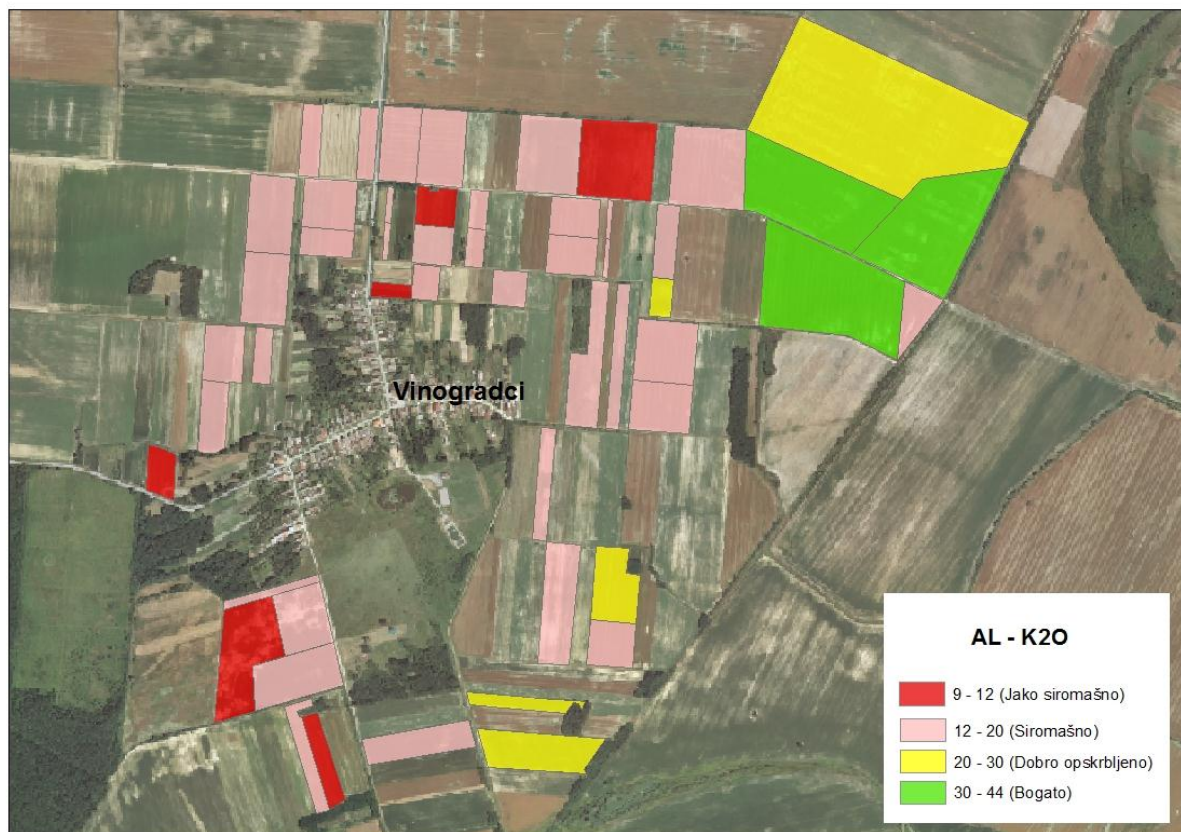 Vinogradci
AL - K2O
9 - 12 (Jako siromašno)
12 - 20 (Siromašno)
20 - 30 (Dobro opskrbljeno)
30 - 44 (Bogato)